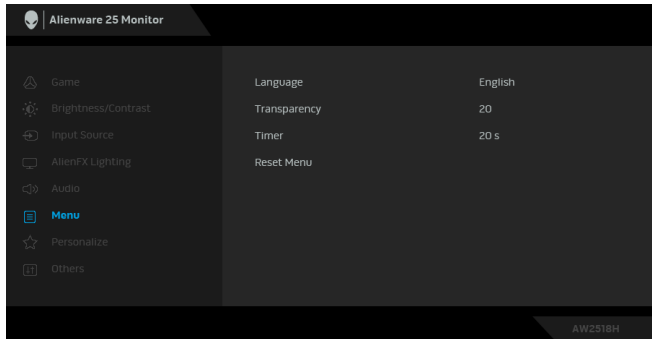 Alienware 25 Monitor
Game
Brightness/Contrast
Input Source
AlienFX Lighting
Audio
Menu
Personalize
Others
Language English
Transparency 20
Timer 20 s
Reset Menu
AW2518H